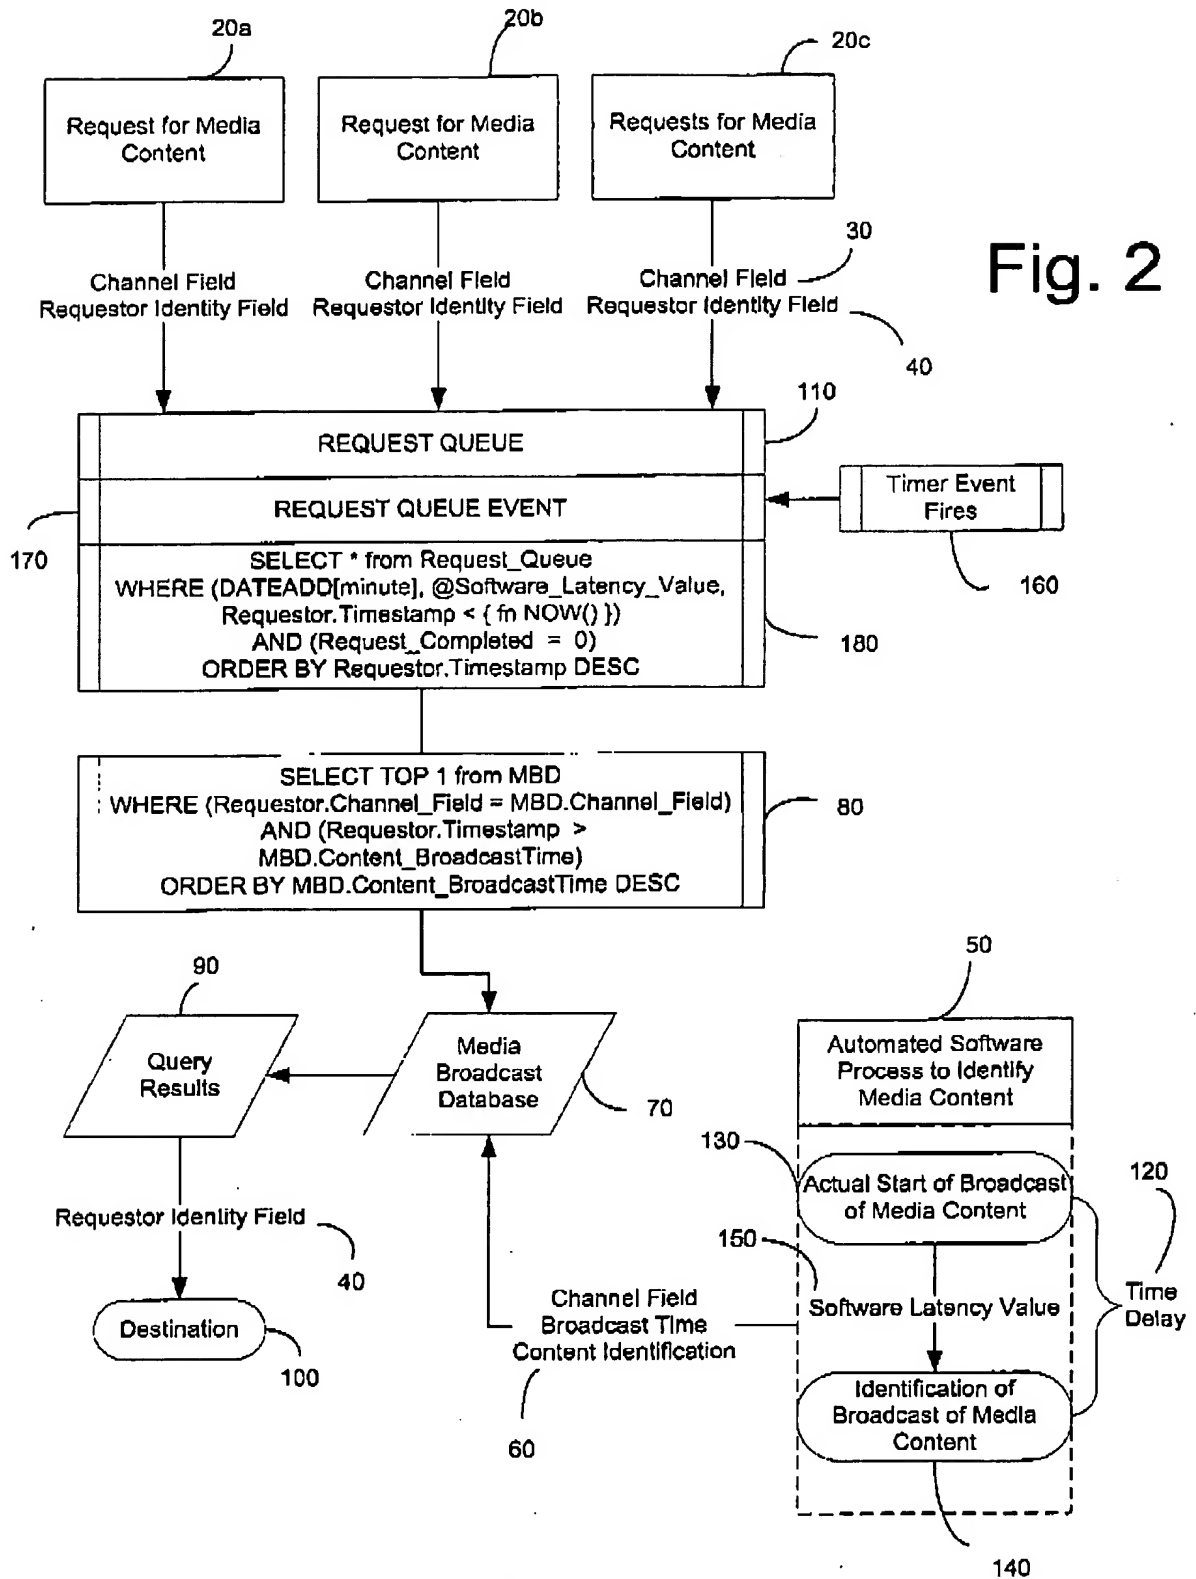 20a
20b
20c
Request for Media
Content
Request for Media
Content
Requests for Media
Content
Fig. 2
Channel Field
Requestor Identity Field
Channel Field
Requestor Identity Field
Channel Field
Requestor Identity Field
30
40
110
REQUEST QUEUE
REQUEST QUEUE EVENT
170
Timer Event
Fires
160
SELECT * from Request_Queue
WHERE (DATEADD[minute], @Software_Latency_Value,
Requestor.Timestamp < { fn NOW() })
AND (Request_Completed = 0)
ORDER BY Requestor.Timestamp DESC
180
SELECT TOP 1 from MBD
WHERE (Requestor.Channel_Field = MBD.Channel_Field)
AND (Requestor.Timestamp >
MBD.Content_BroadcastTime)
ORDER BY MBD.Content_BroadcastTime DESC
80
90
Query
Results
Media
Broadcast
Database
70
50
Automated Software
Process to Identify
Media Content
130
Actual Start of Broadcast
of Media Content
120
Time
Delay
150
Software Latency Value
Identification of
Broadcast of Media
Content
140
Requestor Identity Field
40
Destination
100
Channel Field
Broadcast Time
Content Identification
60